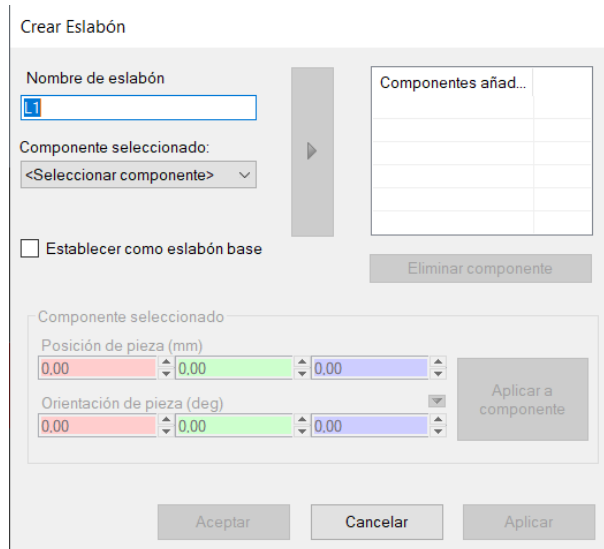 Crear Eslabón
Nombre de eslabón
L1
Componente seleccionado:
<Seleccionar componente>
Establecer como eslabón base
Componentes añad...
Eliminar componente
Componente seleccionado
Posición de pieza (mm)
0,00 0,00 0,00
Orientación de pieza (deg)
0,00 0,00 0,00
Aplicar a
componente
Aceptar Cancelar Aplicar